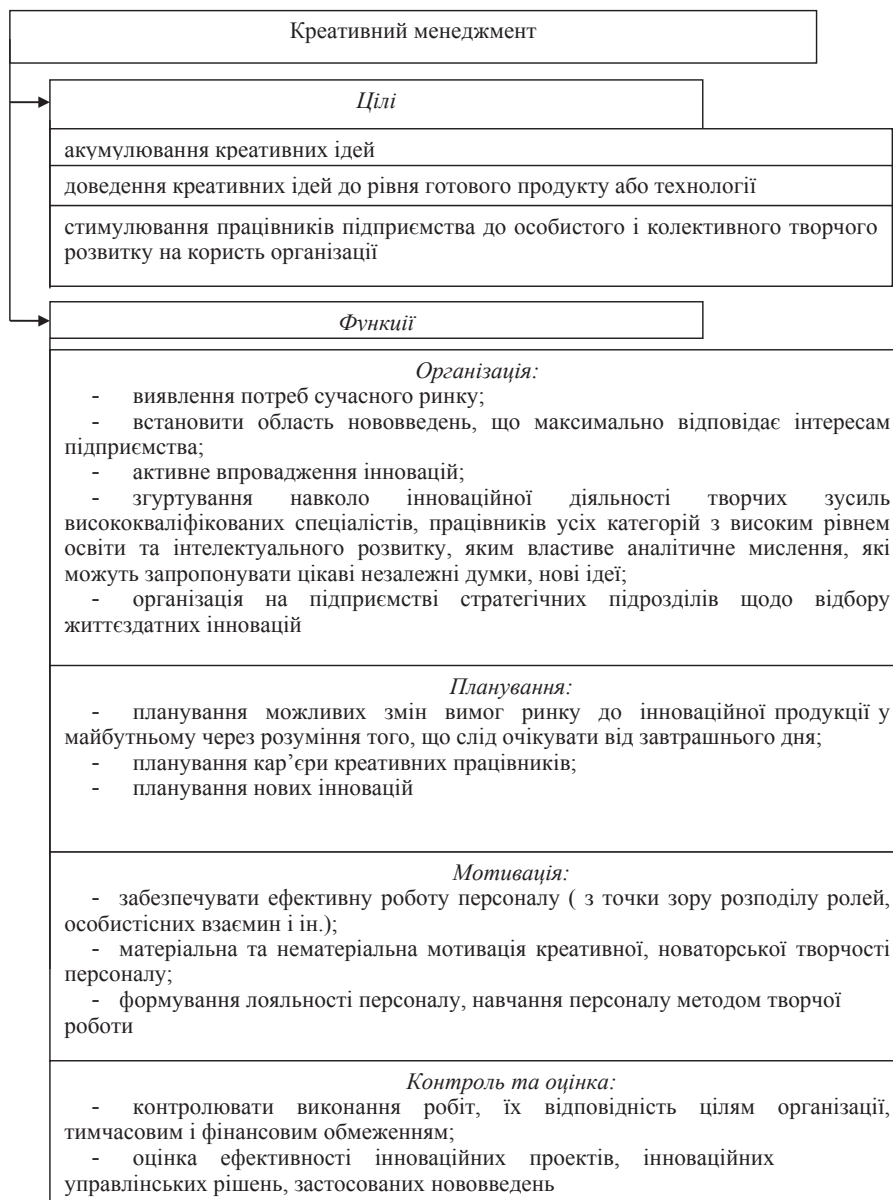 Креативний менеджмент
Цілі
акумулювання креативних ідей
доведення креативних ідей до рівня готового продукту або технології
стимулювання працівників підприємства до особистого і колективного творчого
розвитку на користь організації
Функції
Організація:
- виявлення потреб сучасного ринку;
- встановити область нововведень, що максимально відповідає інтересам
підприємства;
- активне впровадження інновацій;
- згуртування навколо інноваційної діяльності творчих зусиль
висококваліфікованих спеціалістів, працівників усіх категорій з високим рівнем
освіти та інтелектуального розвитку, яким властиве аналітичне мислення, які
можуть запропонувати цікаві незалежні думки, нові ідеї;
- організація на підприємстві стратегічних підрозділів щодо відбору
життєздатних інновацій
Планування:
- планування можливих змін вимог ринку до інноваційної продукції у
майбутньому через розуміння того, що слід очікувати від завтрашнього дня;
- планування кар’єри креативних працівників;
- планування нових інновацій
Мотивація:
- забезпечувати ефективну роботу персоналу ( з точки зору розподілу ролей,
особистісних взаємин і ін.);
- матеріальна та нематеріальна мотивація креативної, новаторської творчості
персоналу;
- формування лояльності персоналу, навчання персоналу методом творчої
роботи
Контроль та оцінка:
- контролювати виконання робіт, їх відповідність цілям організації,
тимчасовим і фінансовим обмеженням;
- оцінка ефективності інноваційних проектів, інноваційних
управлінських рішень, застосованих нововведень